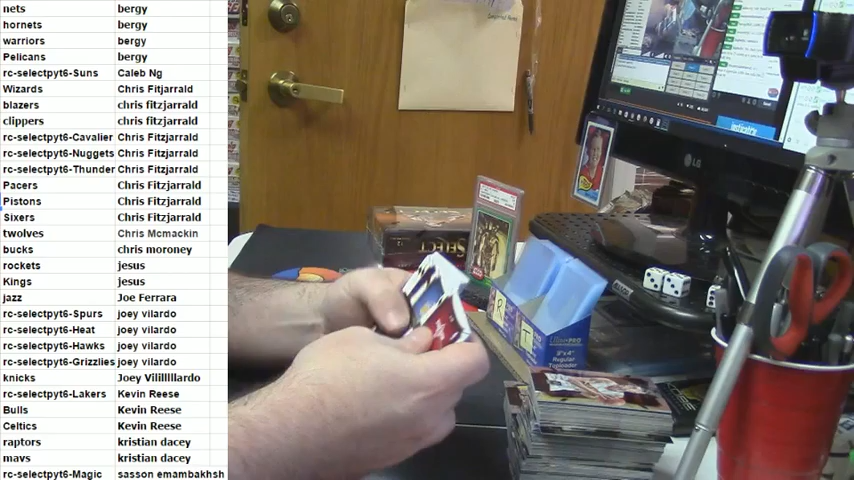 nets bergy
hornets bergy
warriors bergy
Pelicans bergy
rc-selectpyt6-Suns Caleb Ng
Wizards Chris Fitjarrald
blazers chris fitzjarrald
clippers chris fitzjarrald
rc-selectpyt6-Cavalier Chris Fitzjarrald
rc-selectpyt6-Nuggets Chris Fitzjarrald
rc-selectpyt6-Thunder Chris Fitzjarrald
Pacers Chris Fitzjarrald
Pistons Chris Fitzjarrald
Sixers Chris Fitzjarrald
twolves Chris Mcmackin
bucks chris moroney
rockets jesus
Kings jesus
jazz Joe Ferrara
rc-selectpyt6-Spurs joey vilardo
rc-selectpyt6-Heat joey vilardo
rc-selectpyt6-Hawks joey vilardo
rc-selectpyt6-Grizzlies joey vilardo
knicks Joey Villllllardo
rc-selectpyt6-Lakers Kevin Reese
Bulls Kevin Reese
Celtics Kevin Reese
raptors kristian dacey
mavs kristian dacey
rc-selectpyt6-Magic sasson emambakhsh
LG
SELECT
R
T
Ultra PRO
3"x 4"
Regular
Toploader